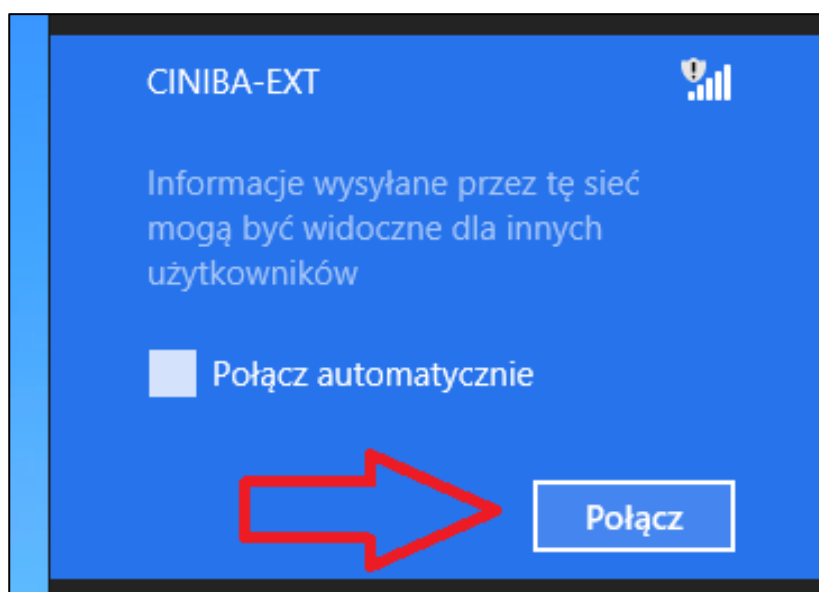 CINIBA-EXT
Informacje wysyłane przez tę sieć
mogą być widoczne dla innych
użytkowników
Połącz automatycznie
Połącz